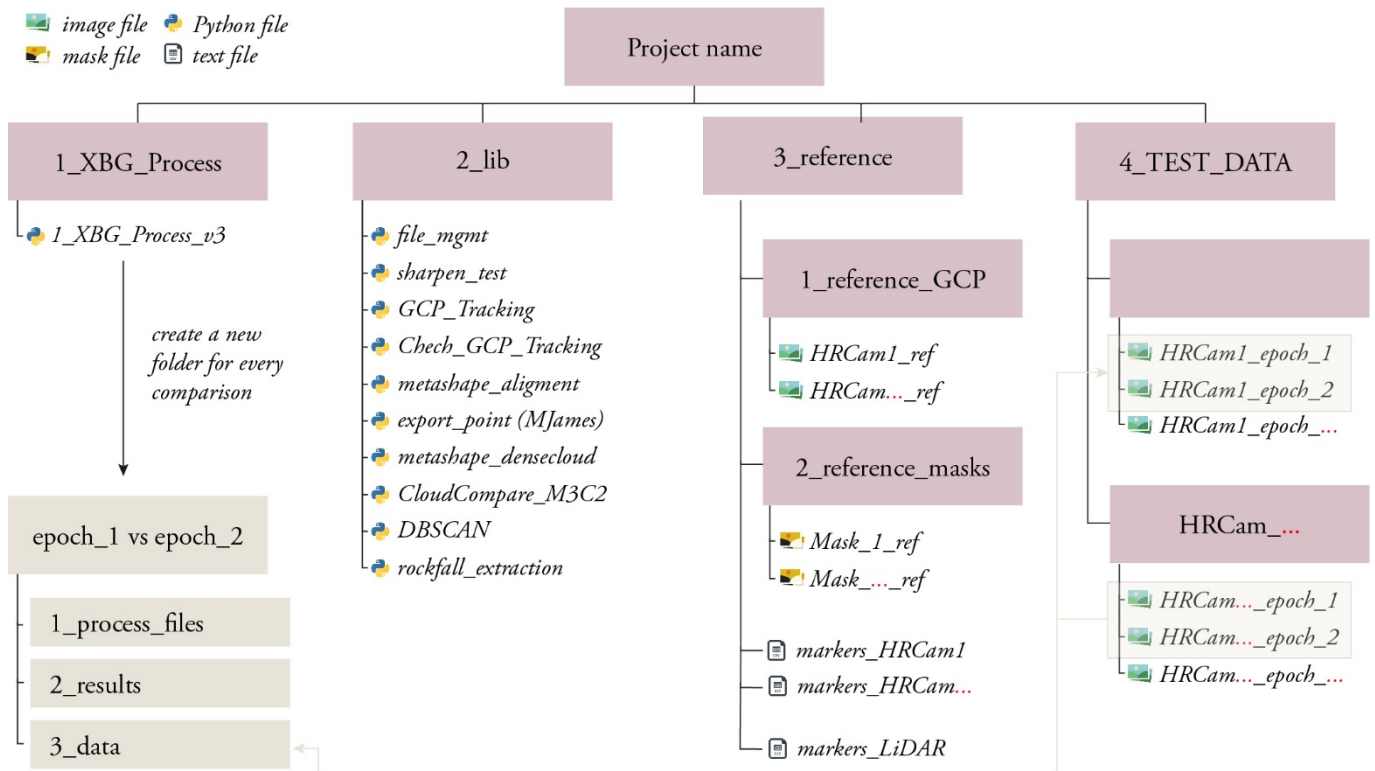 image file
Python file
mask file
text file
Project name
1_XBG_Process
2_lib
3_reference
4_TEST_DATA
1_XBG_Process_v3
create a new
folder for every
comparison
epoch_1 vs epoch_2
1_process_files
2_results
3_data
file_mgmt
sharpen_test
GCP_Tracking
Chech_GCP_Tracking
metashape_aligment
export_point (MJames)
metashape_densecloud
CloudCompare_M3C2
DBSCAN
rockfall_extraction
1_reference_GCP
HRCam1_ref
HRCam..._ref
2_reference_masks
Mask_1_ref
Mask_..._ref
markers_HRCam1
markers_HRCam...
markers_LiDAR
HRCam1_epoch_1
HRCam1_epoch_2
HRCam1_epoch_...
HRCam_...
HRCam..._epoch_1
HRCam..._epoch_2
HRCam..._epoch_...